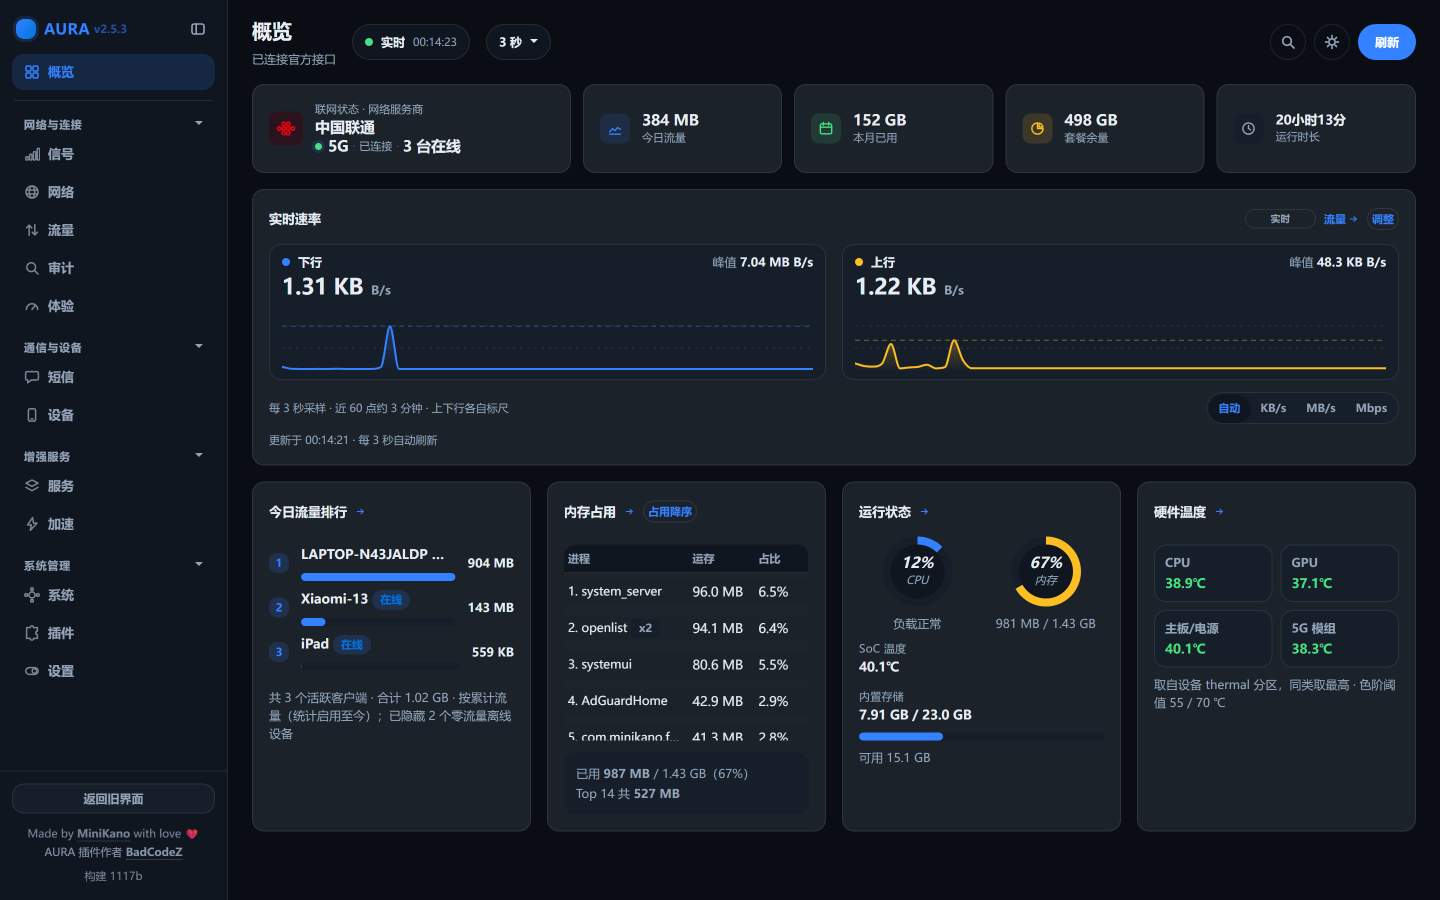 AURA v2.5.3
概览
网络与连接
信号
网络
流量
审计
体验
通信与设备
短信
设备
增强服务
服务
加速
系统管理
系统
插件
设置
返回旧界面
Made by MiniKano with love
AURA 插件作者 BadCodeZ
构建 1117b
概览
已连接官方接口
实时 00:14:23
3 秒
刷新
联网状态 · 网络服务商
中国联通
5G · 已连接 · 3 台在线
384 MB
今日流量
152 GB
本月已用
498 GB
套餐余量
20小时13分
运行时长
实时速率
实时
流量 →
调整
下行
峰值 7.04 MB B/s
1.31 KB B/s
上行
峰值 48.3 KB B/s
1.22 KB B/s
每 3 秒采样 · 近 60 点约 3 分钟 · 上下行各自标尺
自动 KB/s MB/s Mbps
更新于 00:14:21 · 每 3 秒自动刷新
今日流量排行 →
1 LAPTOP-N43JALDP ... 904 MB
2 Xiaomi-13 在线 143 MB
3 iPad 在线 559 KB
共 3 个活跃客户端 · 合计 1.02 GB · 按累计流
量（统计启用至今）；已隐藏 2 个零流量离线
设备
内存占用 → 占用降序
进程 运存 占比
1. system_server 96.0 MB 6.5%
2. openlist x2 94.1 MB 6.4%
3. systemui 80.6 MB 5.5%
4. AdGuardHome 42.9 MB 2.9%
5. com.minikano.f... 41.3 MB 2.8%
已用 987 MB / 1.43 GB（67%）
Top 14 共 527 MB
运行状态 →
12%
CPU
负载正常
67%
内存
981 MB / 1.43 GB
SoC 温度
40.1℃
内置存储
7.91 GB / 23.0 GB
可用 15.1 GB
硬件温度 →
CPU
38.9℃
GPU
37.1℃
主板/电源
40.1℃
5G 模组
38.3℃
取自设备 thermal 分区，同类取最高 · 色阶阈
值 55 / 70 ℃